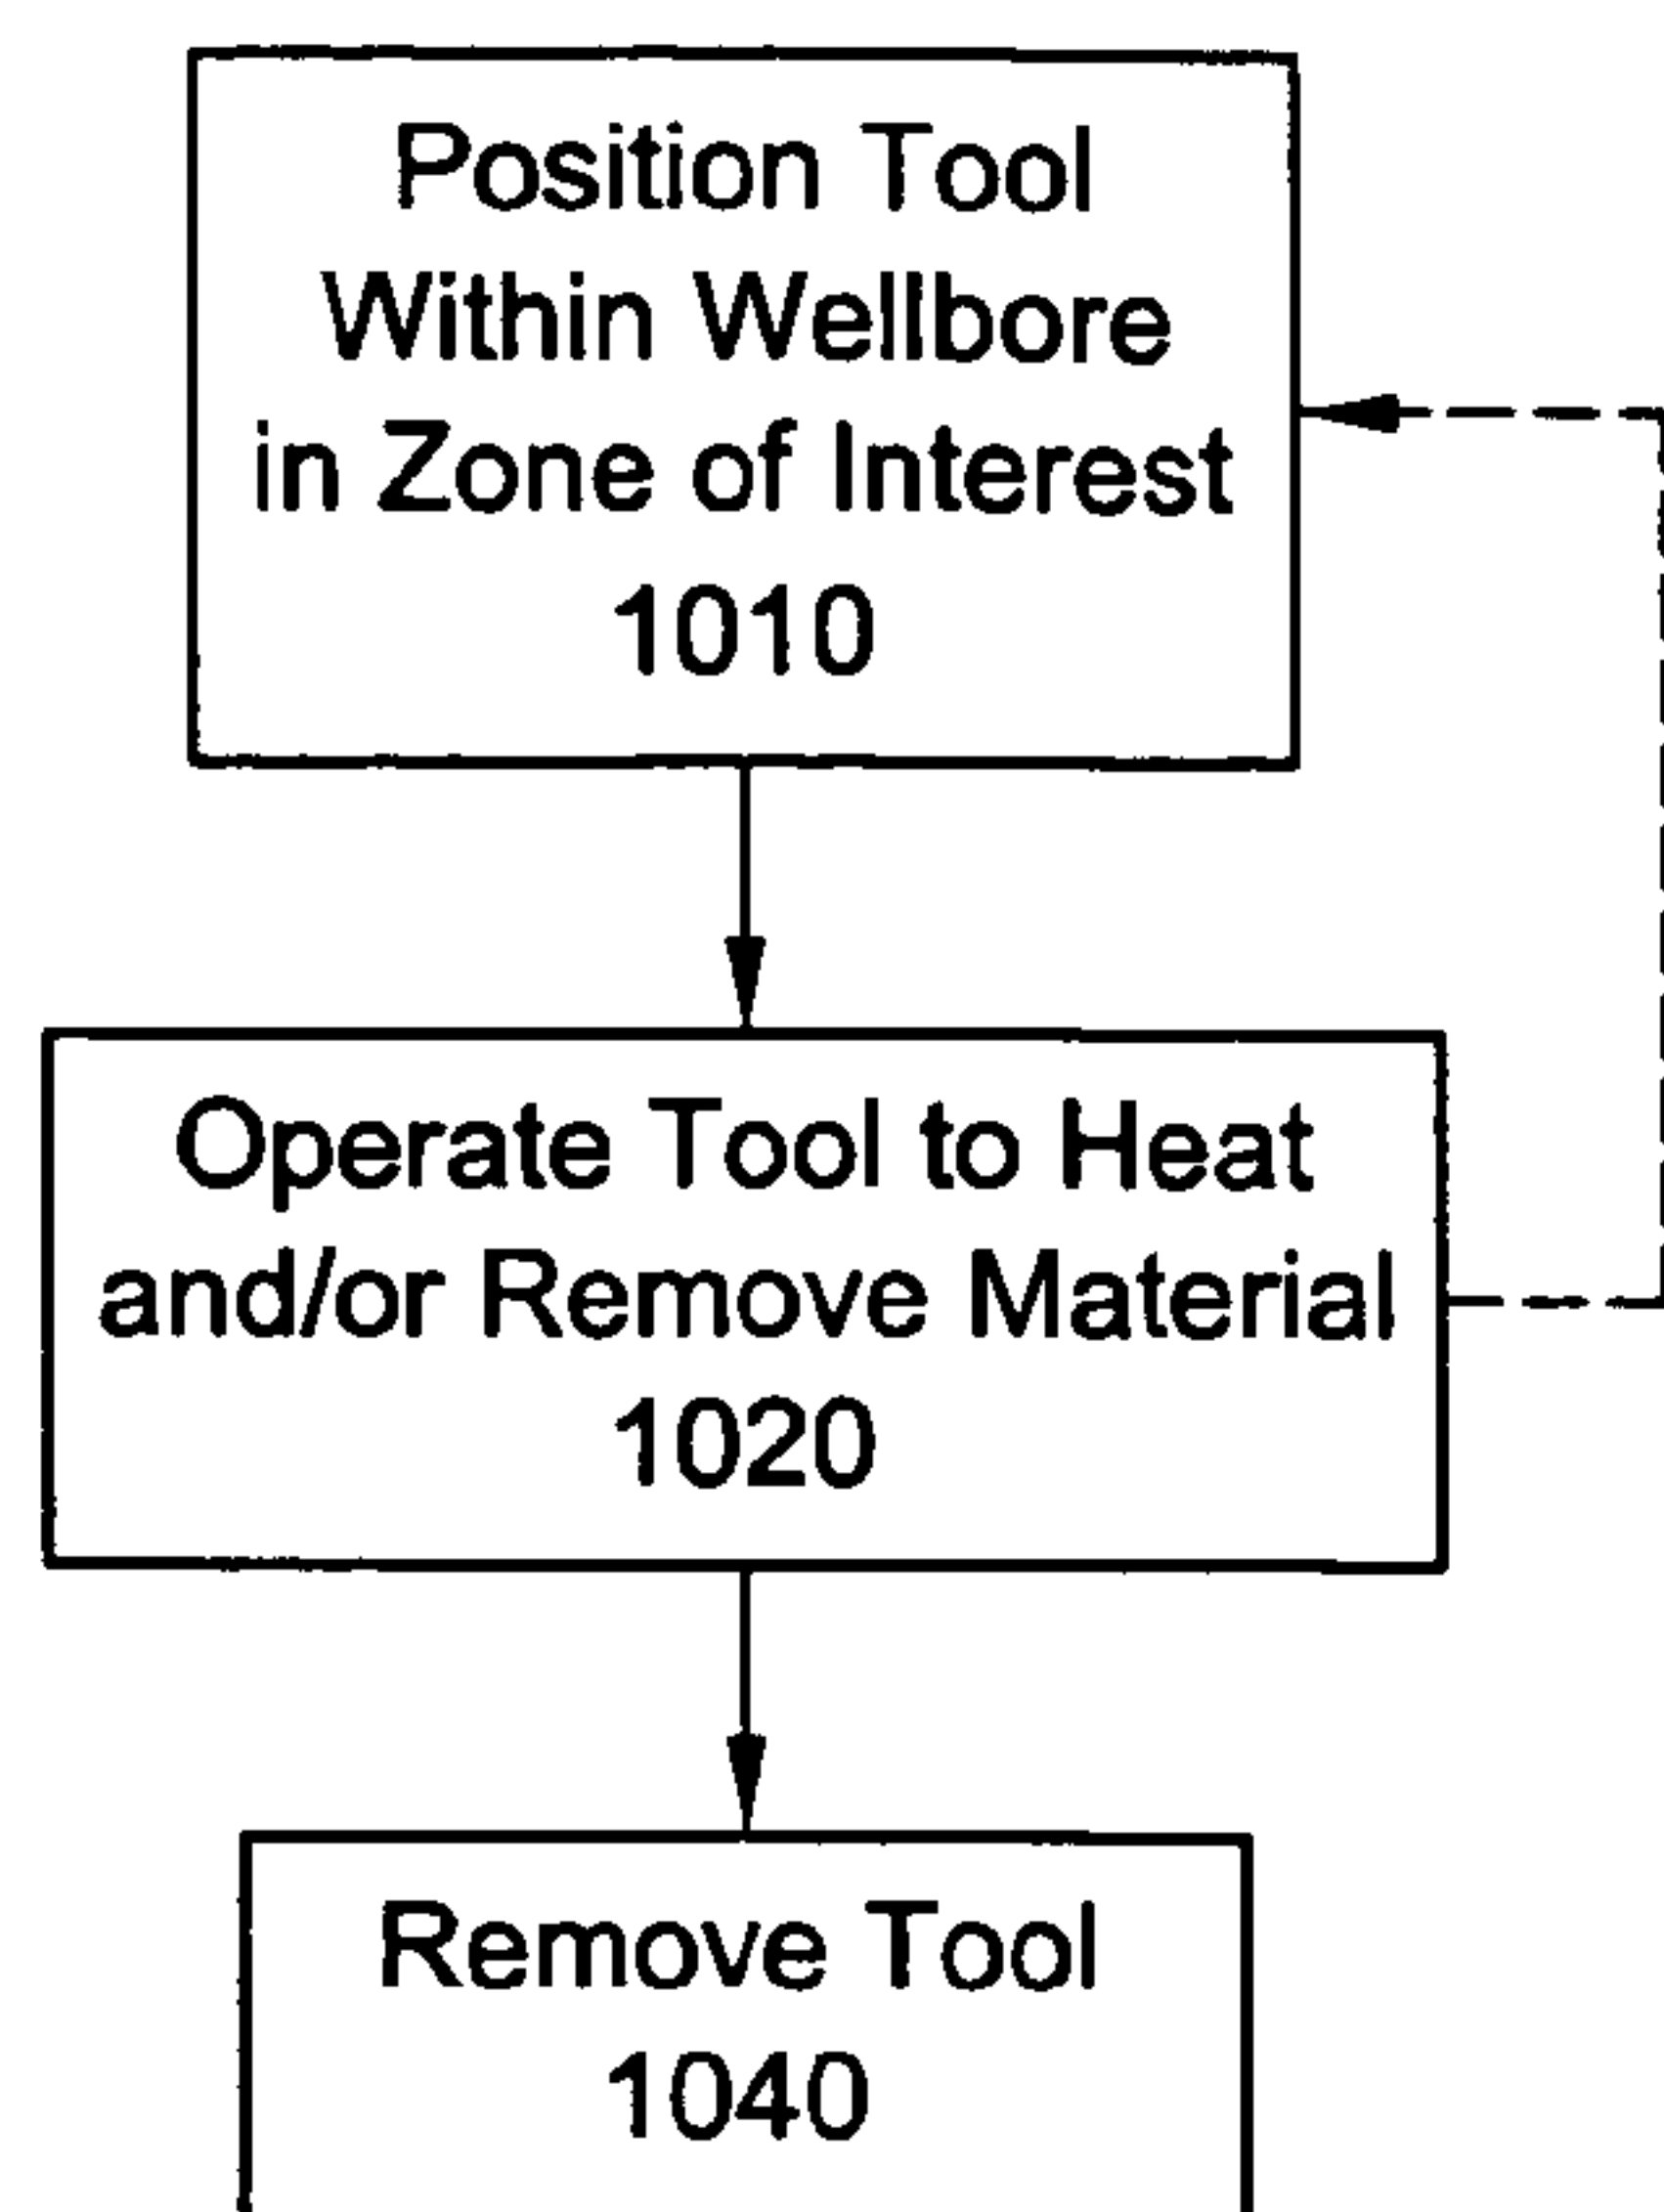 Position Tool
Within Wellbore
in Zone of Interest
1010
Operate Tool to Heat
and/or Remove Material
1020
Remove Tool
1040